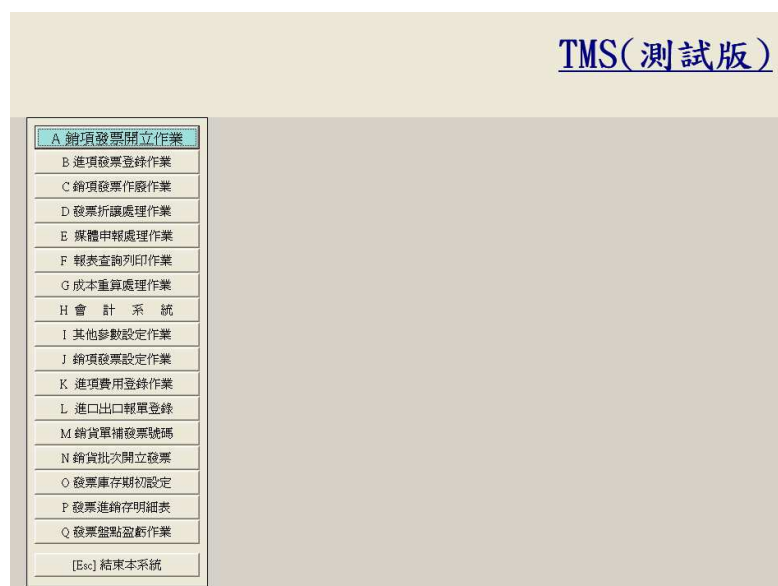 TMS(測試版)
A 銷項發票開立作業
B 進項發票登錄作業
C 銷項發票作廢作業
D 發票折讓處理作業
E 媒體申報處理作業
F 報表查詢列印作業
G 成本重算處理作業
H 會 計 系 統
I 其他參數設定作業
J 銷項發票設定作業
K 進項費用登錄作業
L 進口出口報單登錄
M 銷貨單補發票號碼
N 銷貨批次開立發票
O 發票庫存期初設定
P 發票進銷存明細表
Q 發票盤點盈虧作業
[Esc] 結束本系統